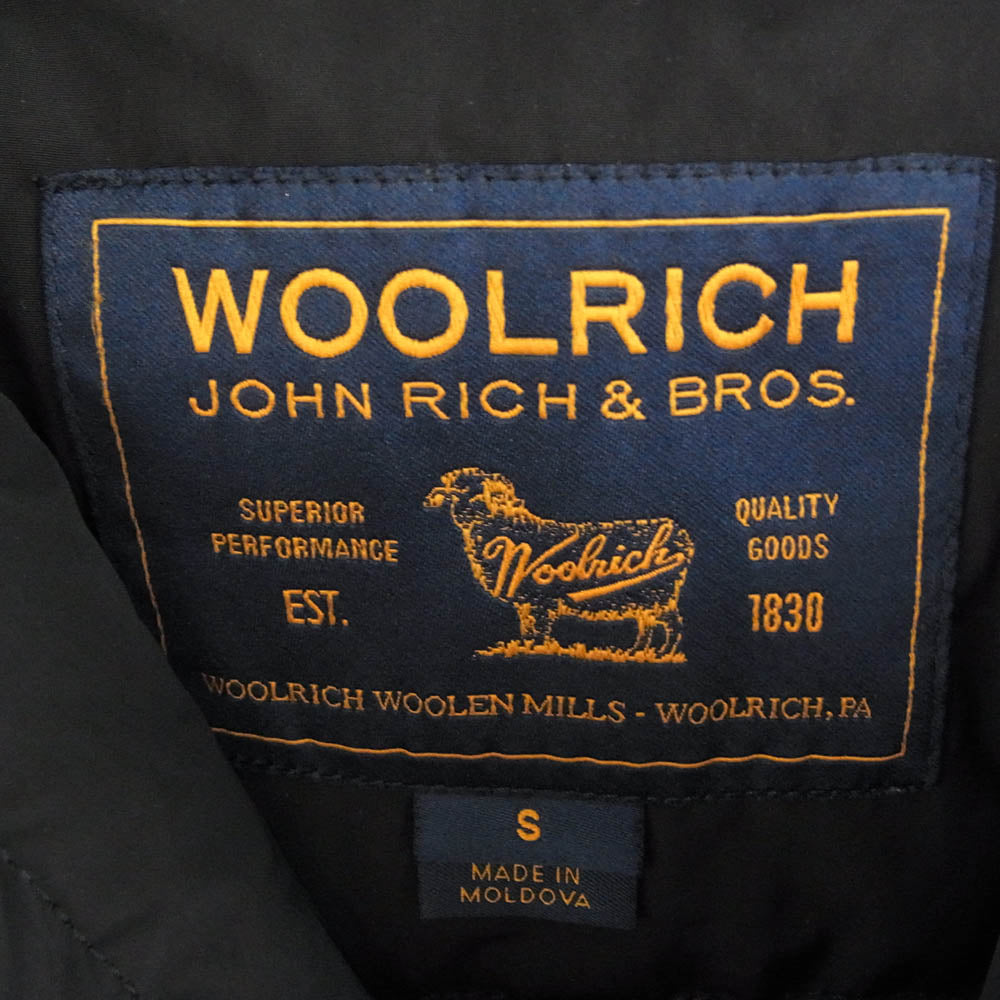 WOOLRICH
JOHN RICH & BROS.
SUPERIOR
PERFORMANCE
EST.
Woolrich
QUALITY
GOODS
1830
WOOLRICH WOOLEN MILLS - WOOLRICH, PA
S
MADE IN
MOLDOVA